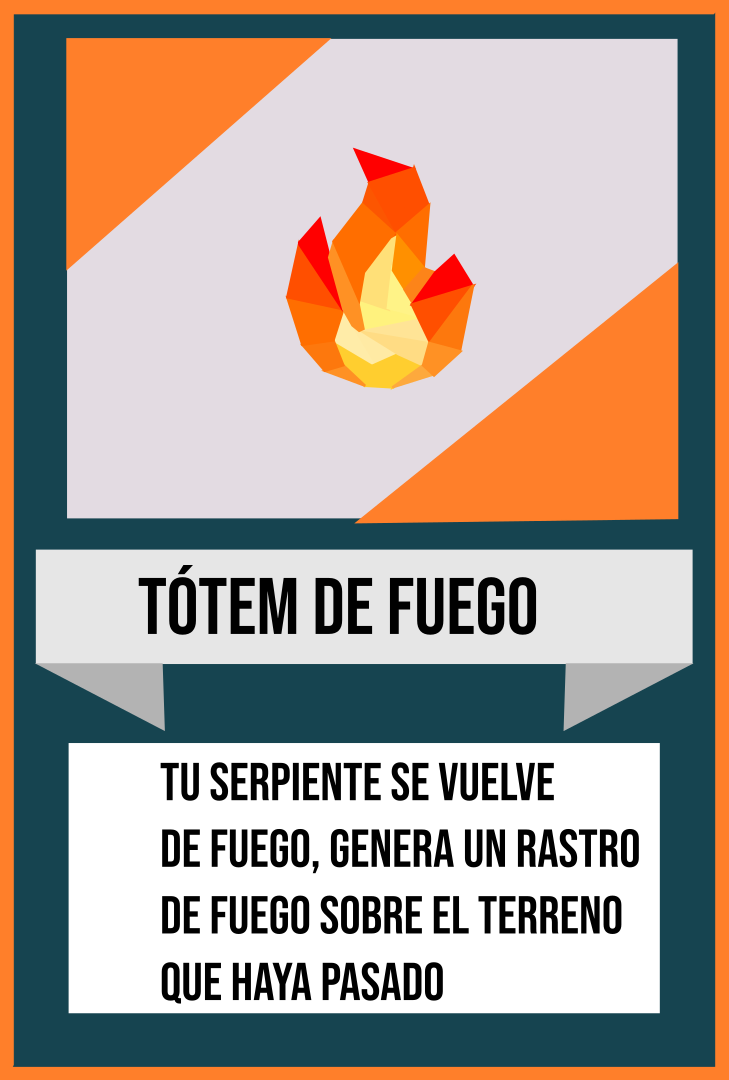 TÓTEM DE FUEGO
TU SERPIENTE SE VUELVE
DE FUEGO, GENERA UN RASTRO
DE FUEGO SOBRE EL TERRENO
QUE HAYA PASADO